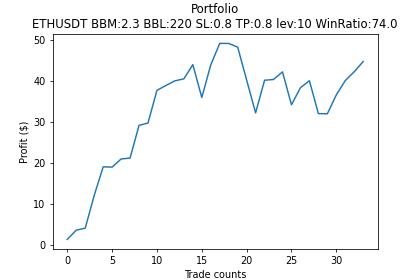 Portfolio
ETHUSDT BBM:2.3 BBL:220 SL:0.8 TP:0.8 lev:10 WinRatio:74.0
50
40
30
20
10
0
Profit ($)
0 5 10 15 20 25 30
Trade counts